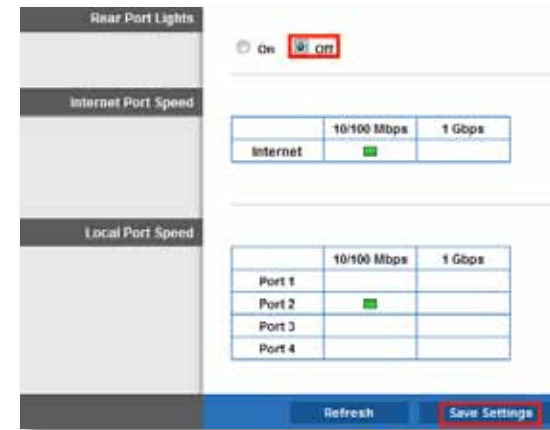 Rear Port Lights
On Off
Internet Port Speed
10/100 Mbps 1 Gbps
Internet
Local Port Speed
10/100 Mbps 1 Gbps
Port 1
Port 2
Port 3
Port 4
Refresh Save Settings